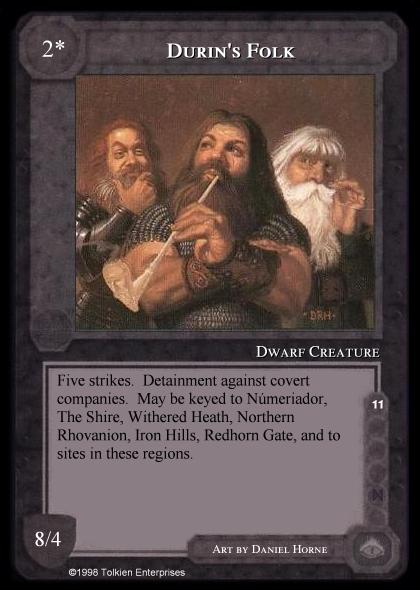 2*
DURIN'S FOLK
DRH
DWARF CREATURE
Five strikes. Detainment against covert
companies. May be keyed to Númeriador,
The Shire, Withered Heath, Northern
Rhovanion, Iron Hills, Redhorn Gate, and to
sites in these regions.
11
N
8/4
ART BY DANIEL HORNE
©1998 Tolkien Enterprises